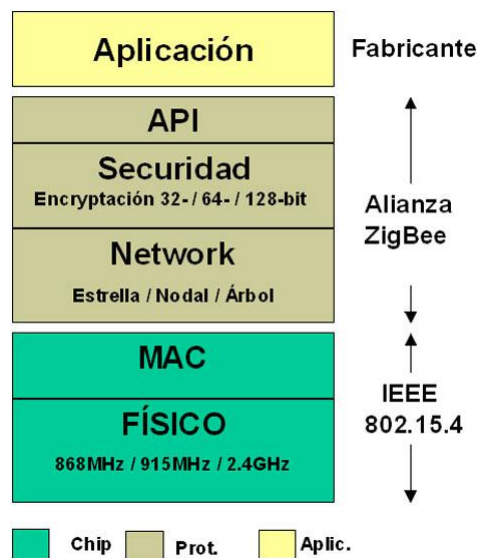 Aplicación
Fabricante
API
Securidad
Encryptación 32- / 64- / 128-bit
Alianza
ZigBee
Network
Estrella / Nodal / Árbol
MAC
IEEE
802.15.4
FÍSICO
868MHz / 915MHz / 2.4GHz
Chip
Prot.
Aplic.